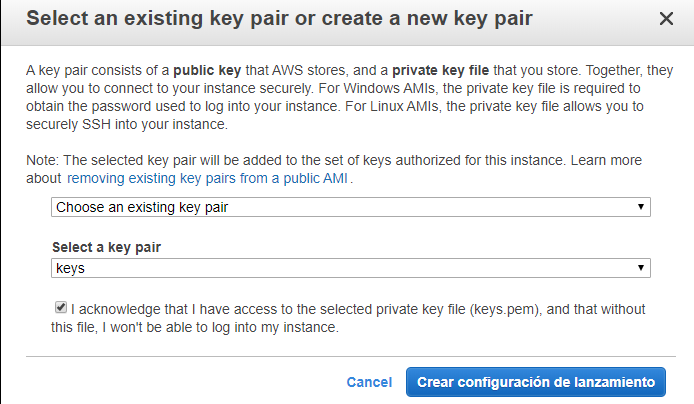 Select an existing key pair or create a new key pair
A key pair consists of a public key that AWS stores, and a private key file that you store. Together, they
allow you to connect to your instance securely. For Windows AMIs, the private key file is required to
obtain the password used to log into your instance. For Linux AMIs, the private key file allows you to
securely SSH into your instance.
Note: The selected key pair will be added to the set of keys authorized for this instance. Learn more
about removing existing key pairs from a public AMI.
Choose an existing key pair
Select a key pair
keys
I acknowledge that I have access to the selected private key file (keys.pem), and that without
this file, I won't be able to log into my instance.
Cancel Crear configuración de lanzamiento